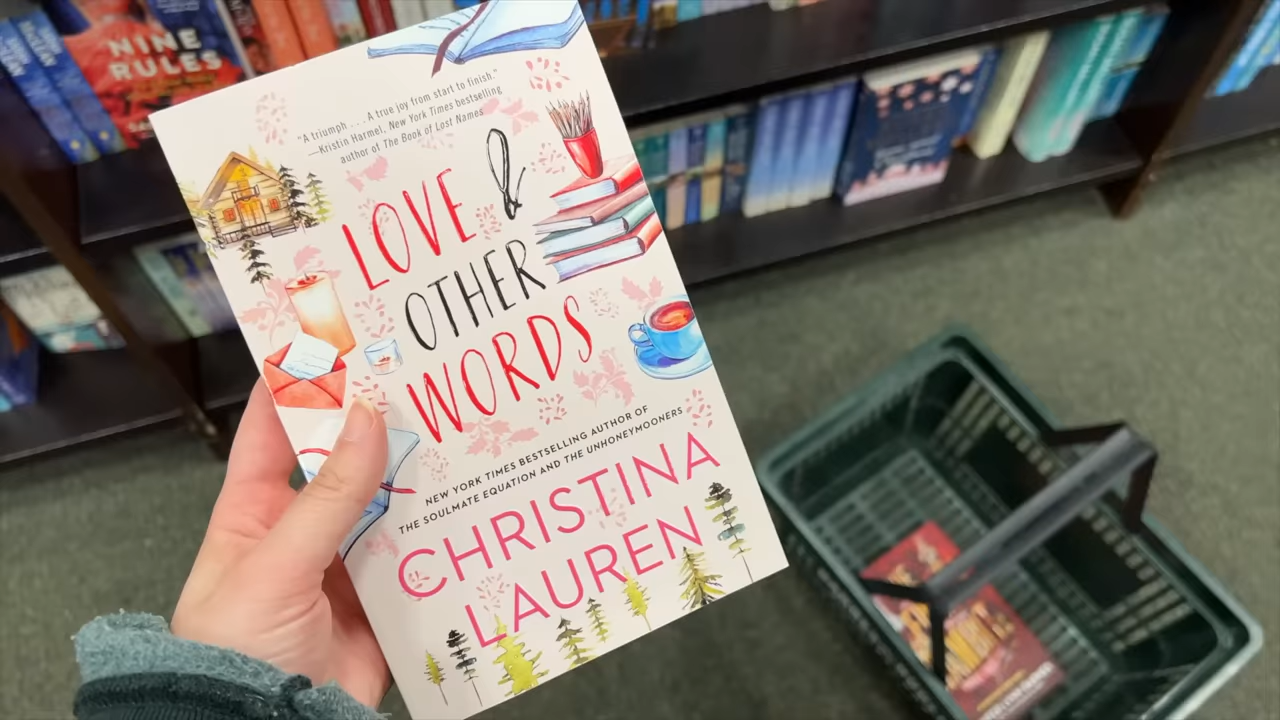 NINE
RULES
"A triumph . . . A true joy from start to finish."
—Kristin Harmel, New York Times bestselling
author of The Book of Lost Names
LOVE &
OTHER
WORDS
NEW YORK TIMES BESTSELLING AUTHOR OF
THE SOULMATE EQUATION AND THE UNHONEYMOONERS
CHRISTINA
LAUREN